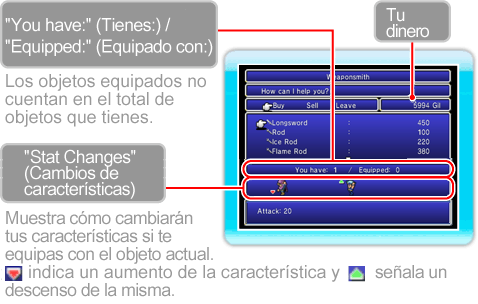 "You have:" (Tienes:) /
"Equipped:" (Equipado con:)
Los objetos equipados no
cuentan en el total de
objetos que tienes.
"Stat Changes"
(Cambios de
características)
Muestra cómo cambiarán
tus características si te
equipas con el objeto actual.
indica un aumento de la característica y señala un
descenso de la misma.
Tu
dinero
Weaponsmith
How can I help you?
Buy Sell Leave 5994 Gil
Longsword : 450
Rod : 100
Ice Rod : 220
Flame Rod : 380
You have: 1 / Equipped: 0
Attack: 20